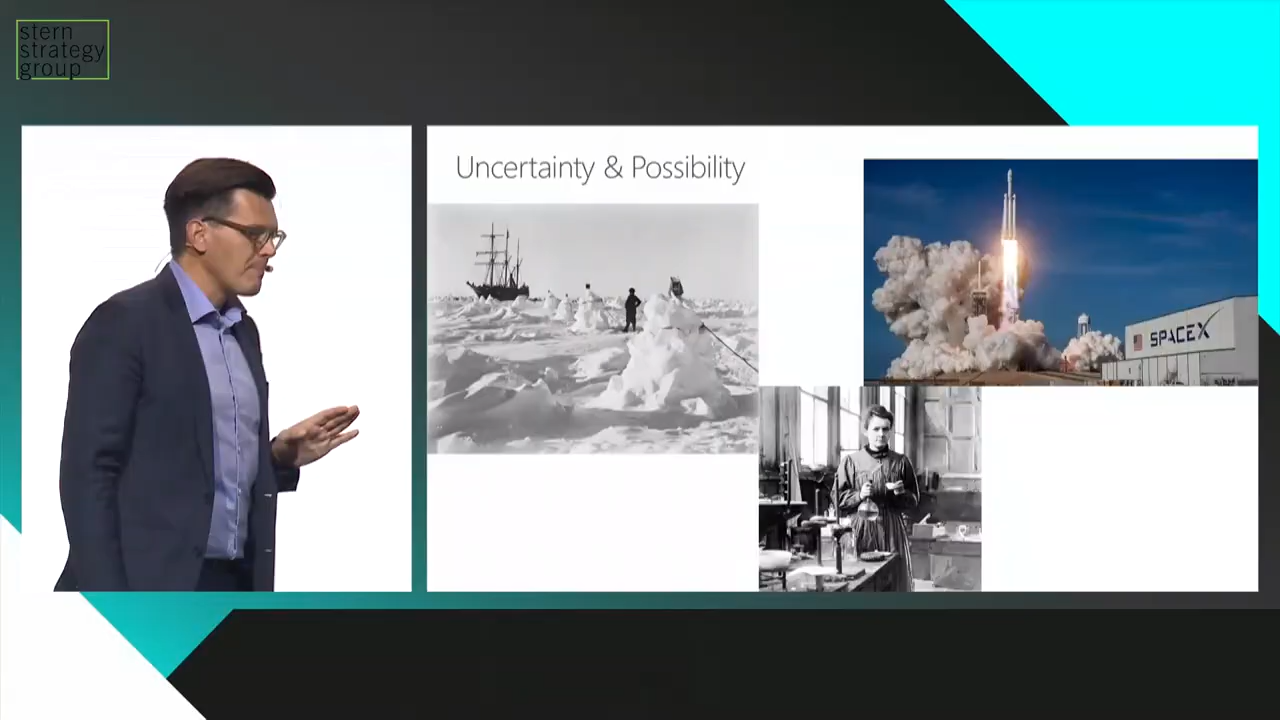 stern
strategy
group
Uncertainty & Possibility
SPACEX